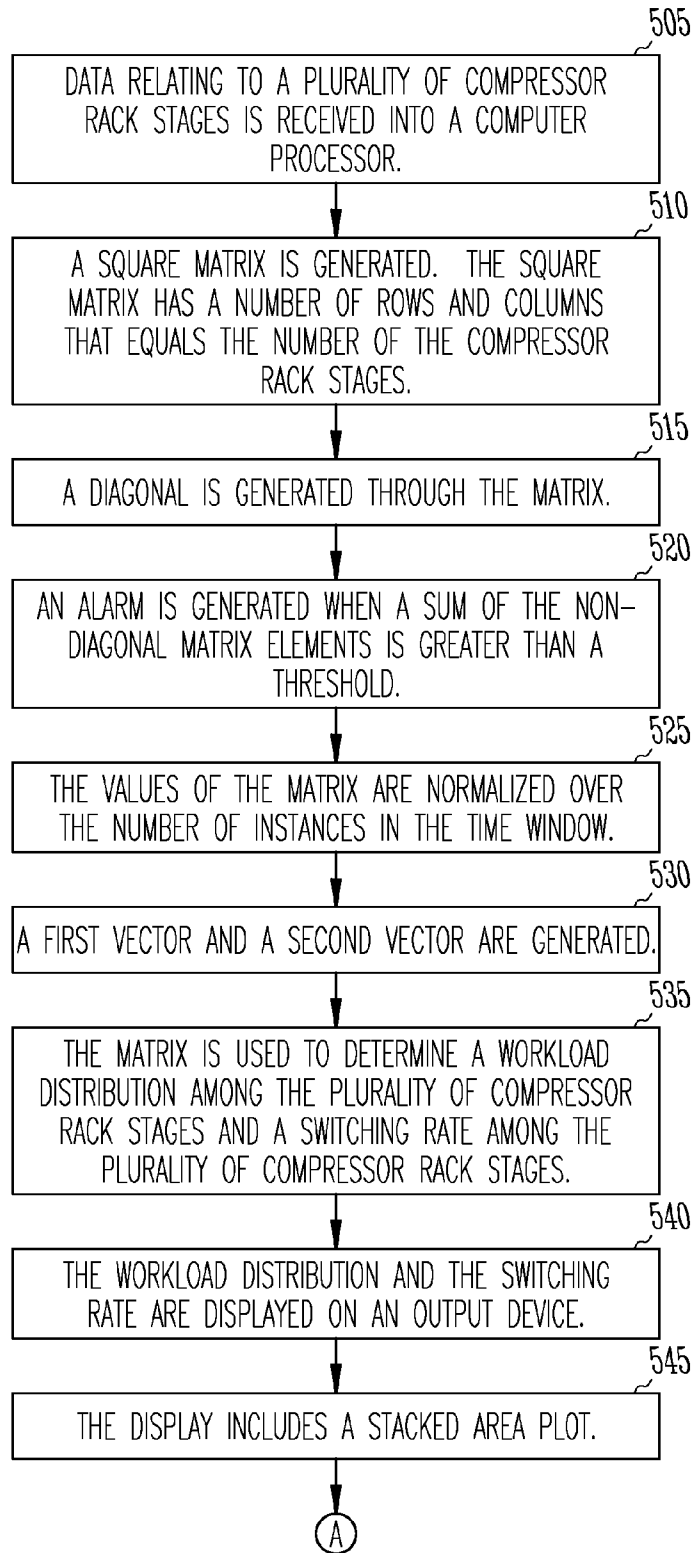 505
DATA RELATING TO A PLURALITY OF COMPRESSOR
RACK STAGES IS RECEIVED INTO A COMPUTER
PROCESSOR.
510
A SQUARE MATRIX IS GENERATED. THE SQUARE
MATRIX HAS A NUMBER OF ROWS AND COLUMNS
THAT EQUALS THE NUMBER OF THE COMPRESSOR
RACK STAGES.
515
A DIAGONAL IS GENERATED THROUGH THE MATRIX.
520
AN ALARM IS GENERATED WHEN A SUM OF THE NON-
DIAGONAL MATRIX ELEMENTS IS GREATER THAN A
THRESHOLD.
525
THE VALUES OF THE MATRIX ARE NORMALIZED OVER
THE NUMBER OF INSTANCES IN THE TIME WINDOW.
530
A FIRST VECTOR AND A SECOND VECTOR ARE GENERATED.
535
THE MATRIX IS USED TO DETERMINE A WORKLOAD
DISTRIBUTION AMONG THE PLURALITY OF COMPRESSOR
RACK STAGES AND A SWITCHING RATE AMONG THE
PLURALITY OF COMPRESSOR RACK STAGES.
540
THE WORKLOAD DISTRIBUTION AND THE SWITCHING
RATE ARE DISPLAYED ON AN OUTPUT DEVICE.
545
THE DISPLAY INCLUDES A STACKED AREA PLOT.
A